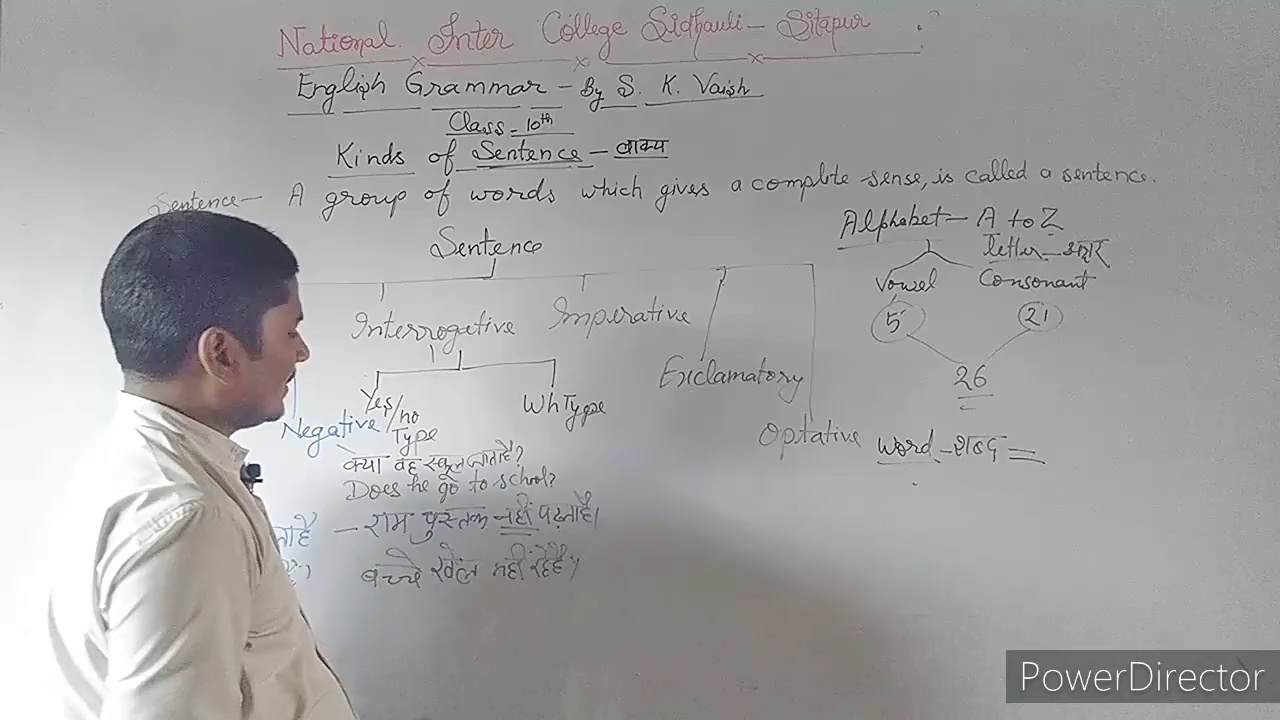 National Inter College Sidhauli - Sitapur
English Grammar - By S. K. Vaish
Class - 10th
Kinds of Sentence - वाक्य
Sentence - A group of words which gives a complete sense, is called a sentence.
Sentence
Interrogative
Imperative
Exclamatory
Optative
Yes/no
Type
Wh Type
Negative
क्या वह स्कूल जाता है?
Does he go to school?
- राम पुस्तक नहीं पढ़ता है।
बच्चे खेल नहीं रहे हैं।
Alphabet - A to Z
letter - अक्षर
Vowel
Consonant
5
21
26
word - शब्द =
PowerDirector